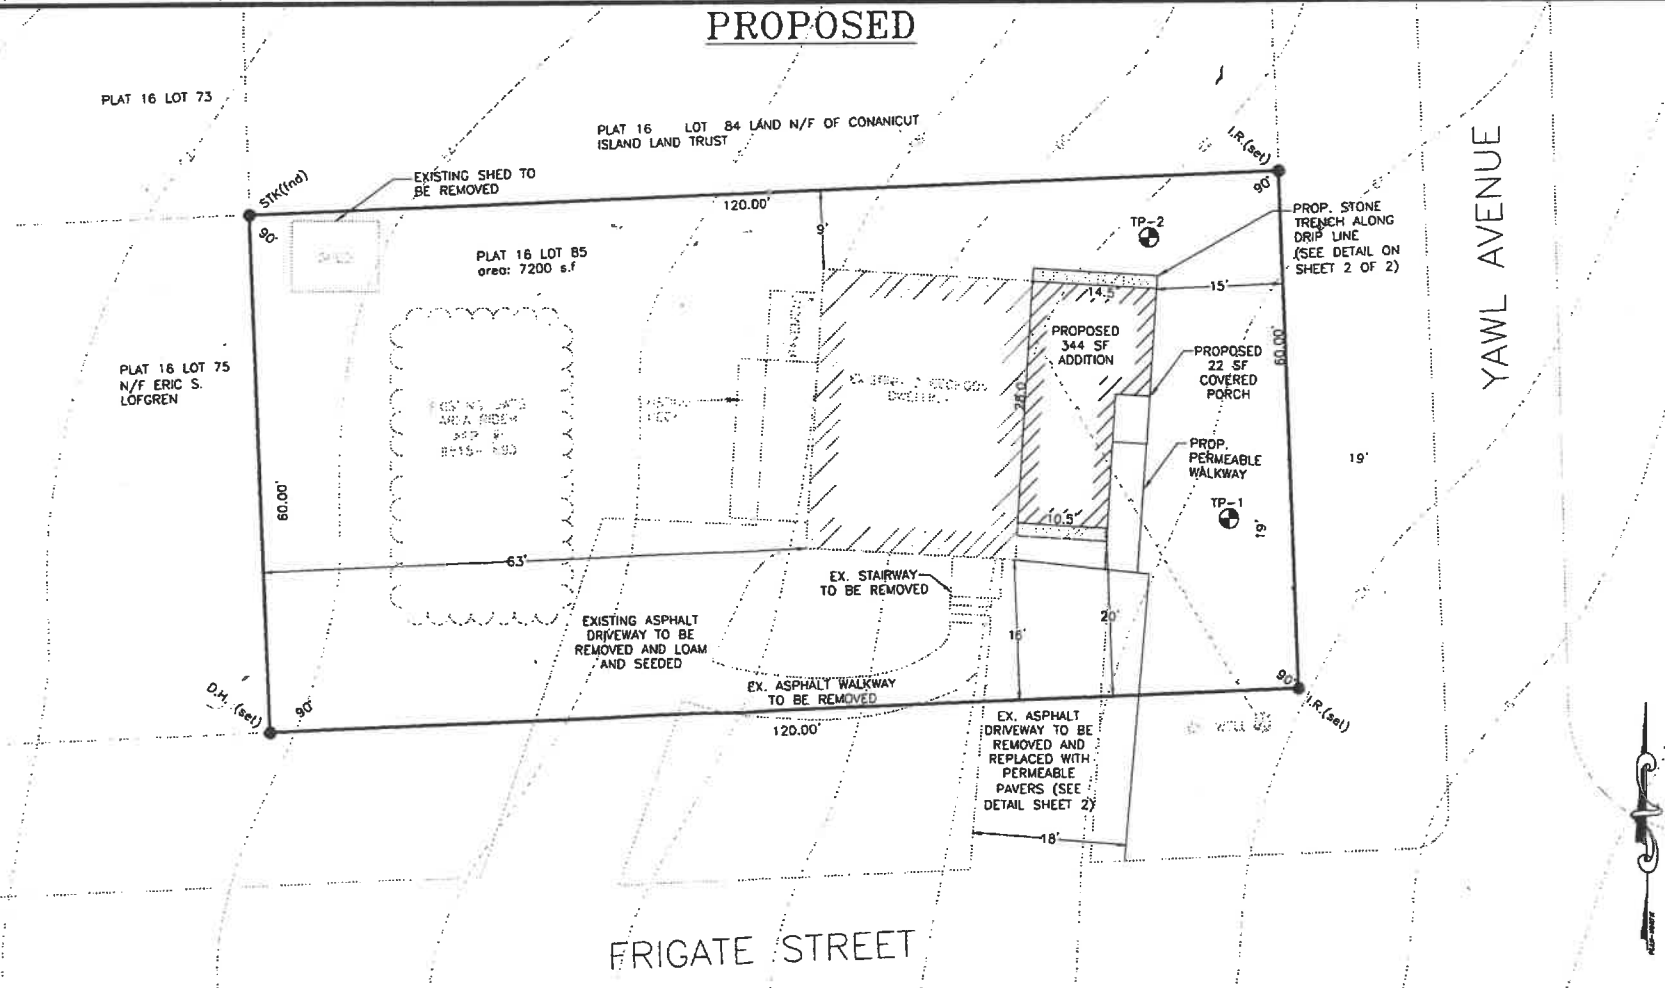 PROPOSED
PLAT 16 LOT 73
PLAT 16 LOT 84 LAND N/F OF CONANICUT
ISLAND LAND TRUST
I.R.(set)
STK(fnd)
EXISTING SHED TO
BE REMOVED
90'
90'
120.00'
9'
TP-2
PROP. STONE
TRENCH ALONG
DRIP LINE
(SEE DETAIL ON
SHEET 2 OF 2)
YAWL AVENUE
SHED
PLAT 16 LOT 85
area: 7200 s.f
14.5'
15'
PROPOSED
344 SF
ADDITION
60.00'
PROPOSED
22 SF
COVERED
PORCH
PLAT 16 LOT 75
N/F ERIC S.
LOFGREN
28.0'
PROP.
PERMEABLE
WALKWAY
19'
60.00'
TP-1
19'
10.5'
63'
EX. STAIRWAY
TO BE REMOVED
EXISTING ASPHALT
DRIVEWAY TO BE
REMOVED AND LOAM
AND SEEDED
16'
20'
EX. ASPHALT WALKWAY
TO BE REMOVED
90'
I.R.(set)
D.H. (set)
90'
120.00'
WELL
EX. ASPHALT
DRIVEWAY TO BE
REMOVED AND
REPLACED WITH
PERMEABLE
PAVERS (SEE
DETAIL SHEET 2)
18'
FRIGATE STREET